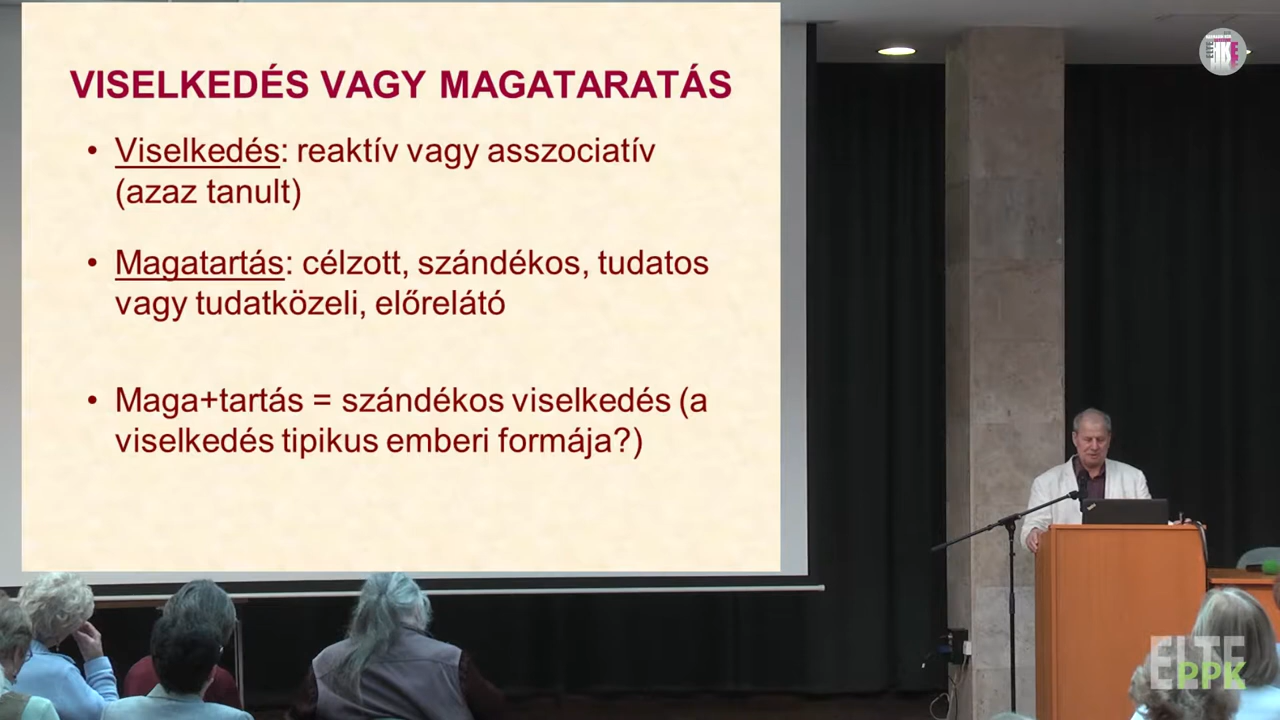 VISELKEDÉS VAGY MAGATARATÁS
• Viselkedés: reaktív vagy asszociatív
(azaz tanult)
• Magatartás: célzott, szándékos, tudatos
vagy tudatközeli, előrelátó
• Maga+tartás = szándékos viselkedés (a
viselkedés tipikus emberi formája?)
ELTE
PPK